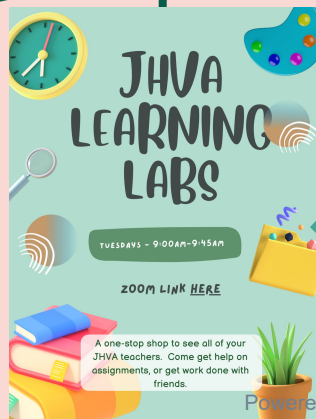 JHVA
LEARNING
LABS
TUESDAYS - 9:00AM-9:45AM
ZOOM LINK HERE
A one-stop shop to see all of your
JHVA teachers. Come get help on
assignments, or get work done with
friends.
Powere